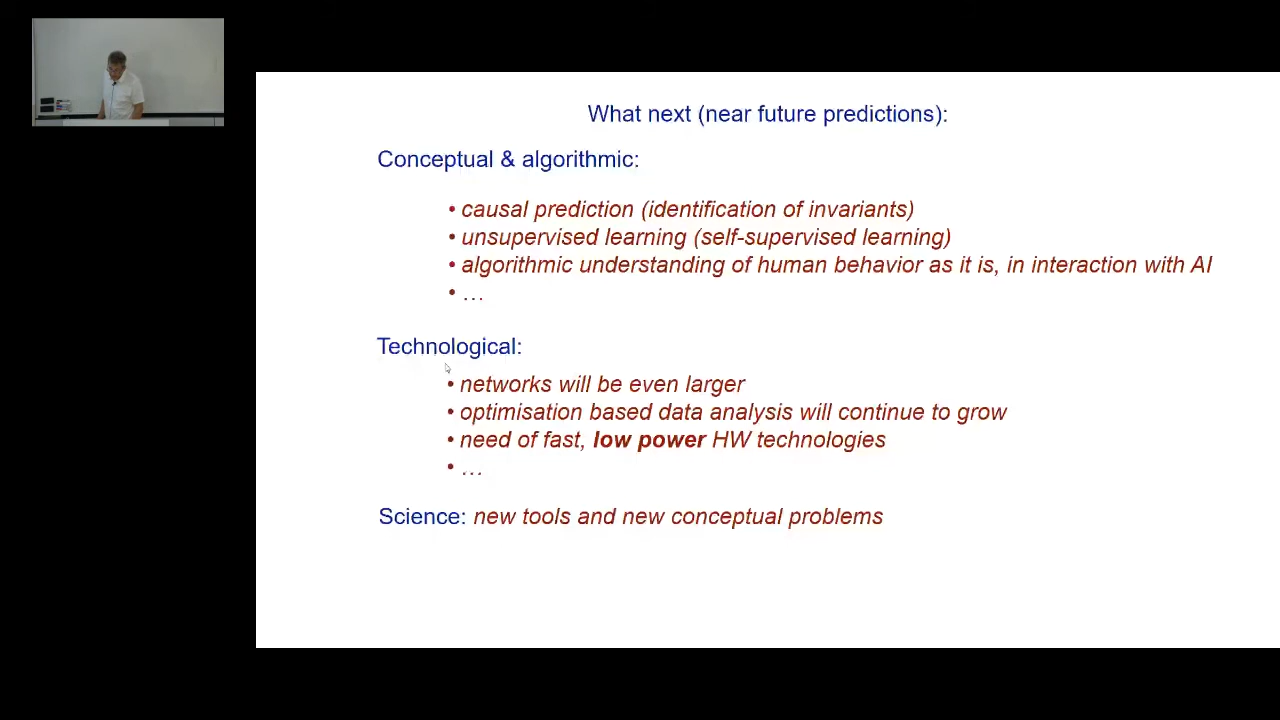 What next (near future predictions):
Conceptual & algorithmic:
• causal prediction (identification of invariants)
• unsupervised learning (self-supervised learning)
• algorithmic understanding of human behavior as it is, in interaction with AI
• …
Technological:
• networks will be even larger
• optimisation based data analysis will continue to grow
• need of fast, low power HW technologies
• …
Science: new tools and new conceptual problems